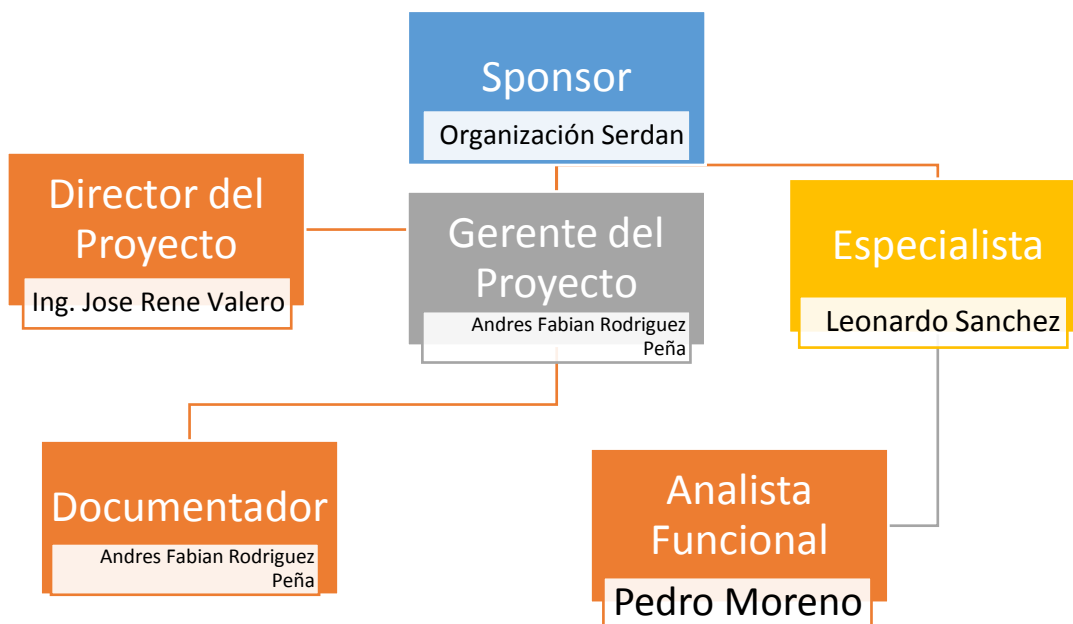 Sponsor
Organización Serdan
Director del
Proyecto
Ing. Jose Rene Valero
Gerente del
Proyecto
Andres Fabian Rodriguez
Peña
Especialista
Leonardo Sanchez
Documentador
Andres Fabian Rodriguez
Peña
Analista
Funcional
Pedro Moreno